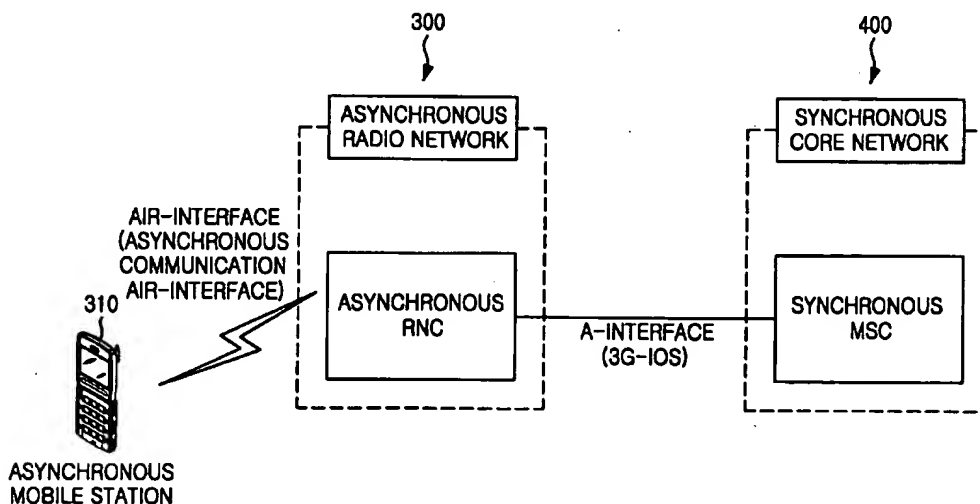 300
400
ASYNCHRONOUS
RADIO NETWORK
SYNCHRONOUS
CORE NETWORK
AIR-INTERFACE
(ASYNCHRONOUS
COMMUNICATION
AIR-INTERFACE)
310
ASYNCHRONOUS
RNC
A-INTERFACE
(3G-IOS)
SYNCHRONOUS
MSC
ASYNCHRONOUS
MOBILE STATION